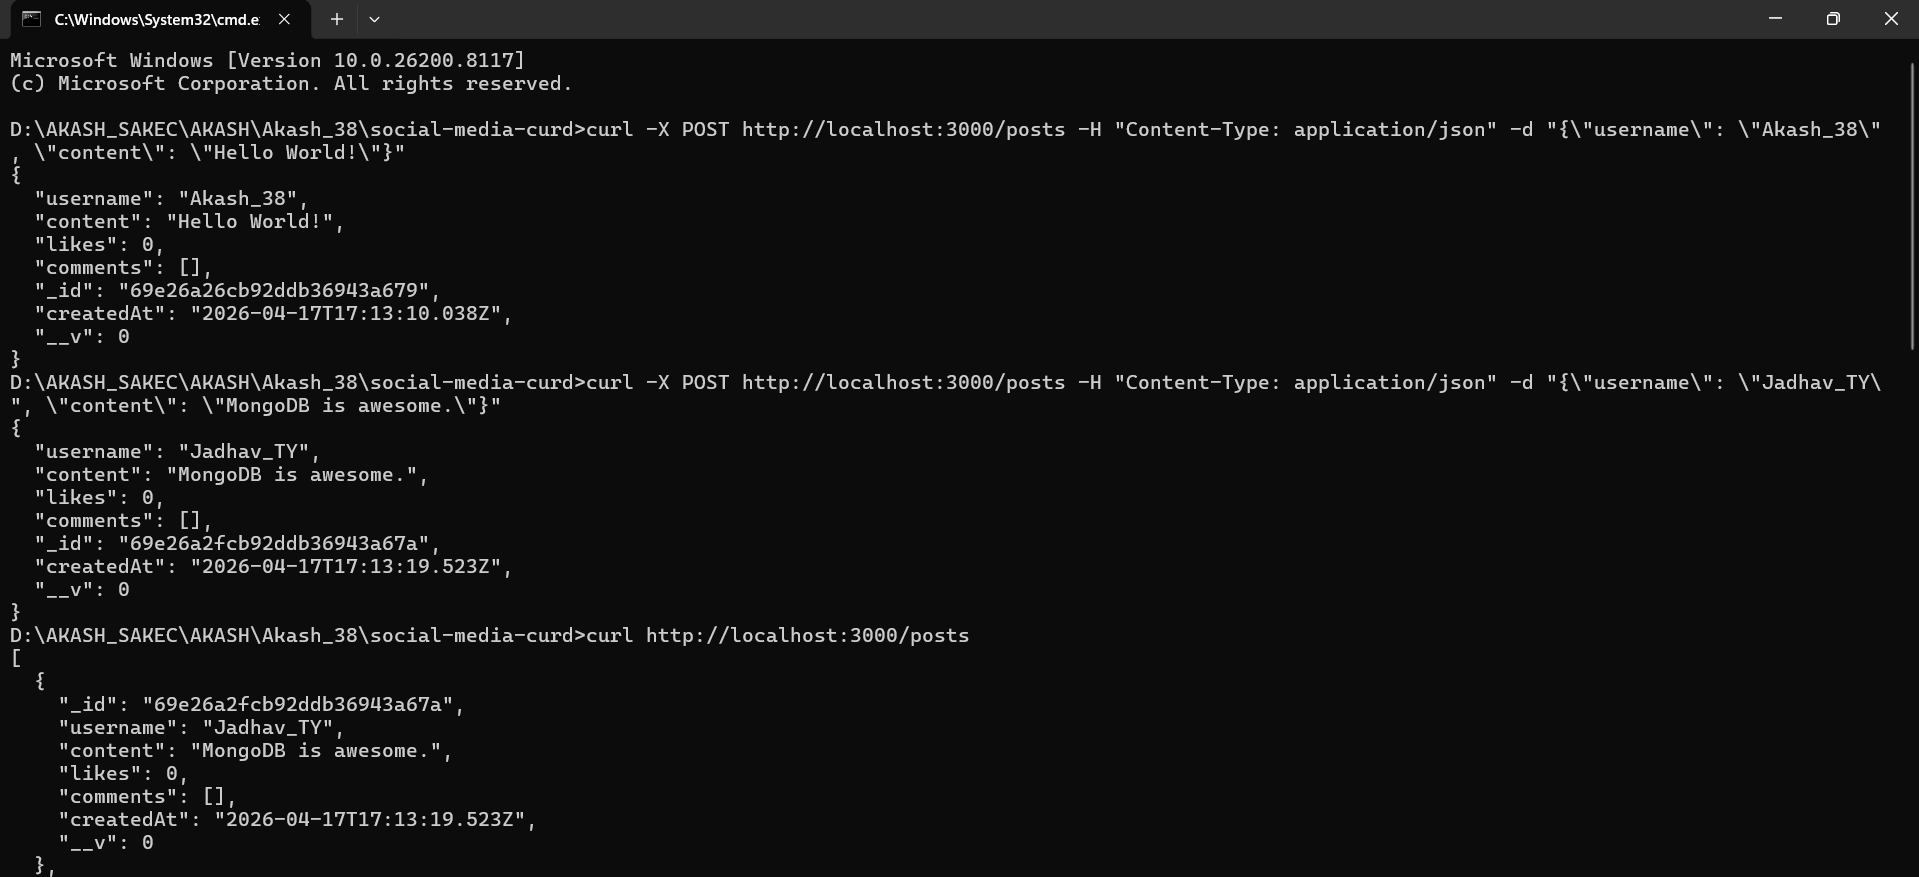 C:\Windows\System32\cmd.e
Microsoft Windows [Version 10.0.26200.8117]
(c) Microsoft Corporation. All rights reserved.
D:\AKASH_SAKEC\AKASH\Akash_38\social-media-curd>curl -X POST http://localhost:3000/posts -H "Content-Type: application/json" -d "{\"username\": \"Akash_38\"
, \"content\": \"Hello World!\"}"
{
  "username": "Akash_38",
  "content": "Hello World!",
  "likes": 0,
  "comments": [],
  "_id": "69e26a26cb92ddb36943a679",
  "createdAt": "2026-04-17T17:13:10.038Z",
  "__v": 0
}
D:\AKASH_SAKEC\AKASH\Akash_38\social-media-curd>curl -X POST http://localhost:3000/posts -H "Content-Type: application/json" -d "{\"username\": \"Jadhav_TY\
", \"content\": \"MongoDB is awesome.\"}"
{
  "username": "Jadhav_TY",
  "content": "MongoDB is awesome.",
  "likes": 0,
  "comments": [],
  "_id": "69e26a2fcb92ddb36943a67a",
  "createdAt": "2026-04-17T17:13:19.523Z",
  "__v": 0
}
D:\AKASH_SAKEC\AKASH\Akash_38\social-media-curd>curl http://localhost:3000/posts
[
  {
    "_id": "69e26a2fcb92ddb36943a67a",
    "username": "Jadhav_TY",
    "content": "MongoDB is awesome.",
    "likes": 0,
    "comments": [],
    "createdAt": "2026-04-17T17:13:19.523Z",
    "__v": 0
  },